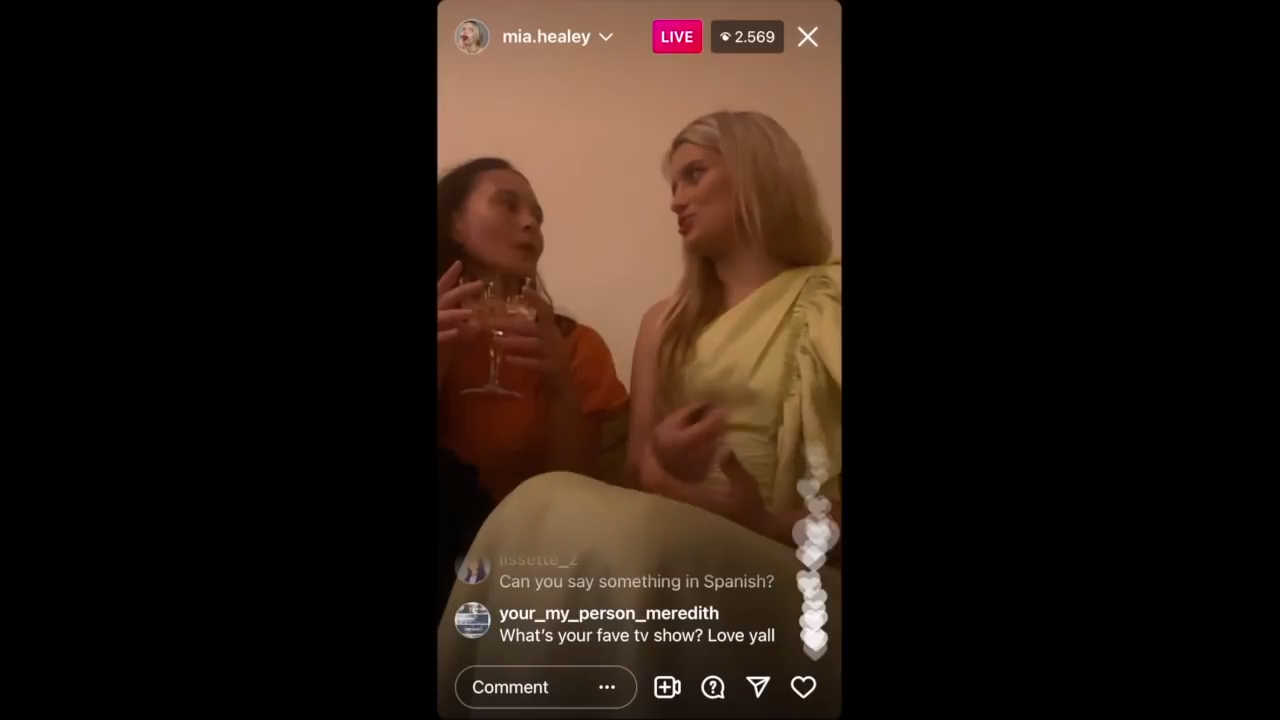 mia.healey
LIVE
2.569
lissette_2
Can you say something in Spanish?
your_my_person_meredith
What's your fave tv show? Love yall
Comment